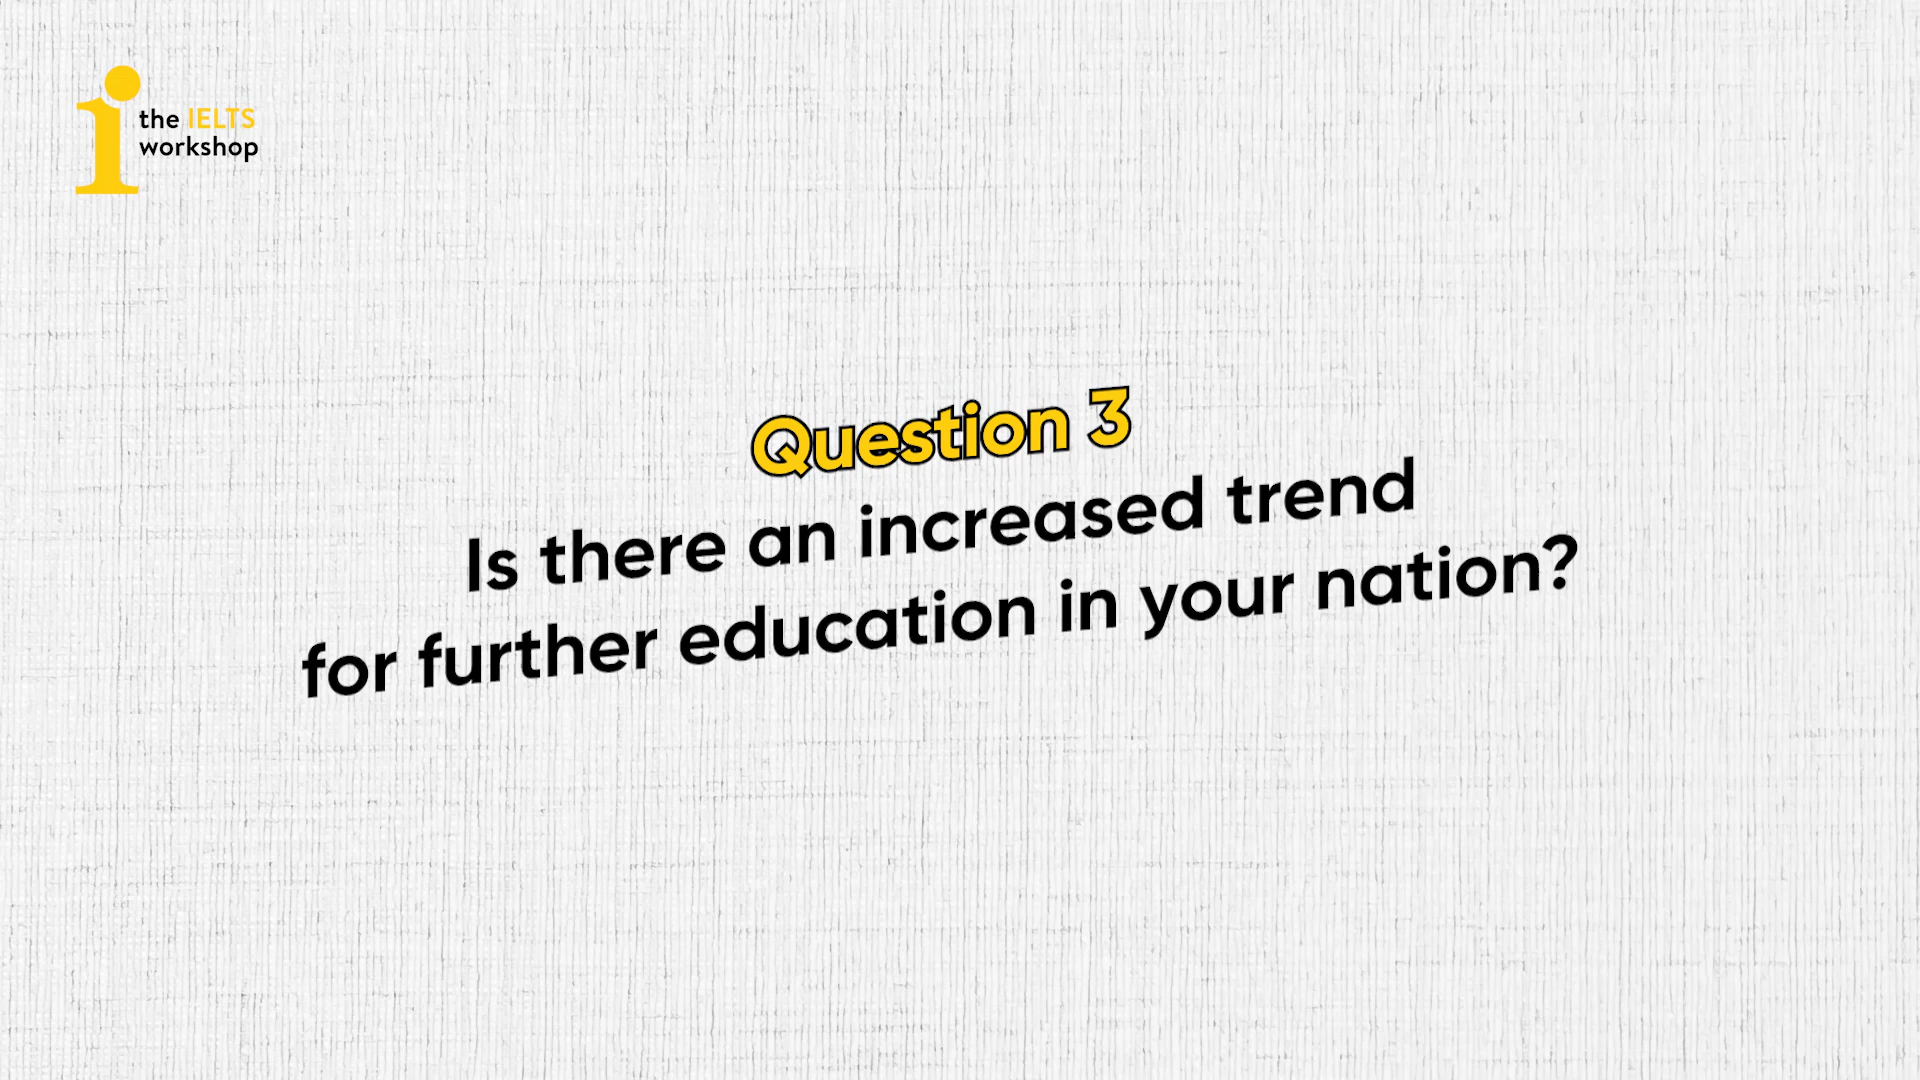 the IELTS
workshop
Question 3
Is there an increased trend
for further education in your nation?